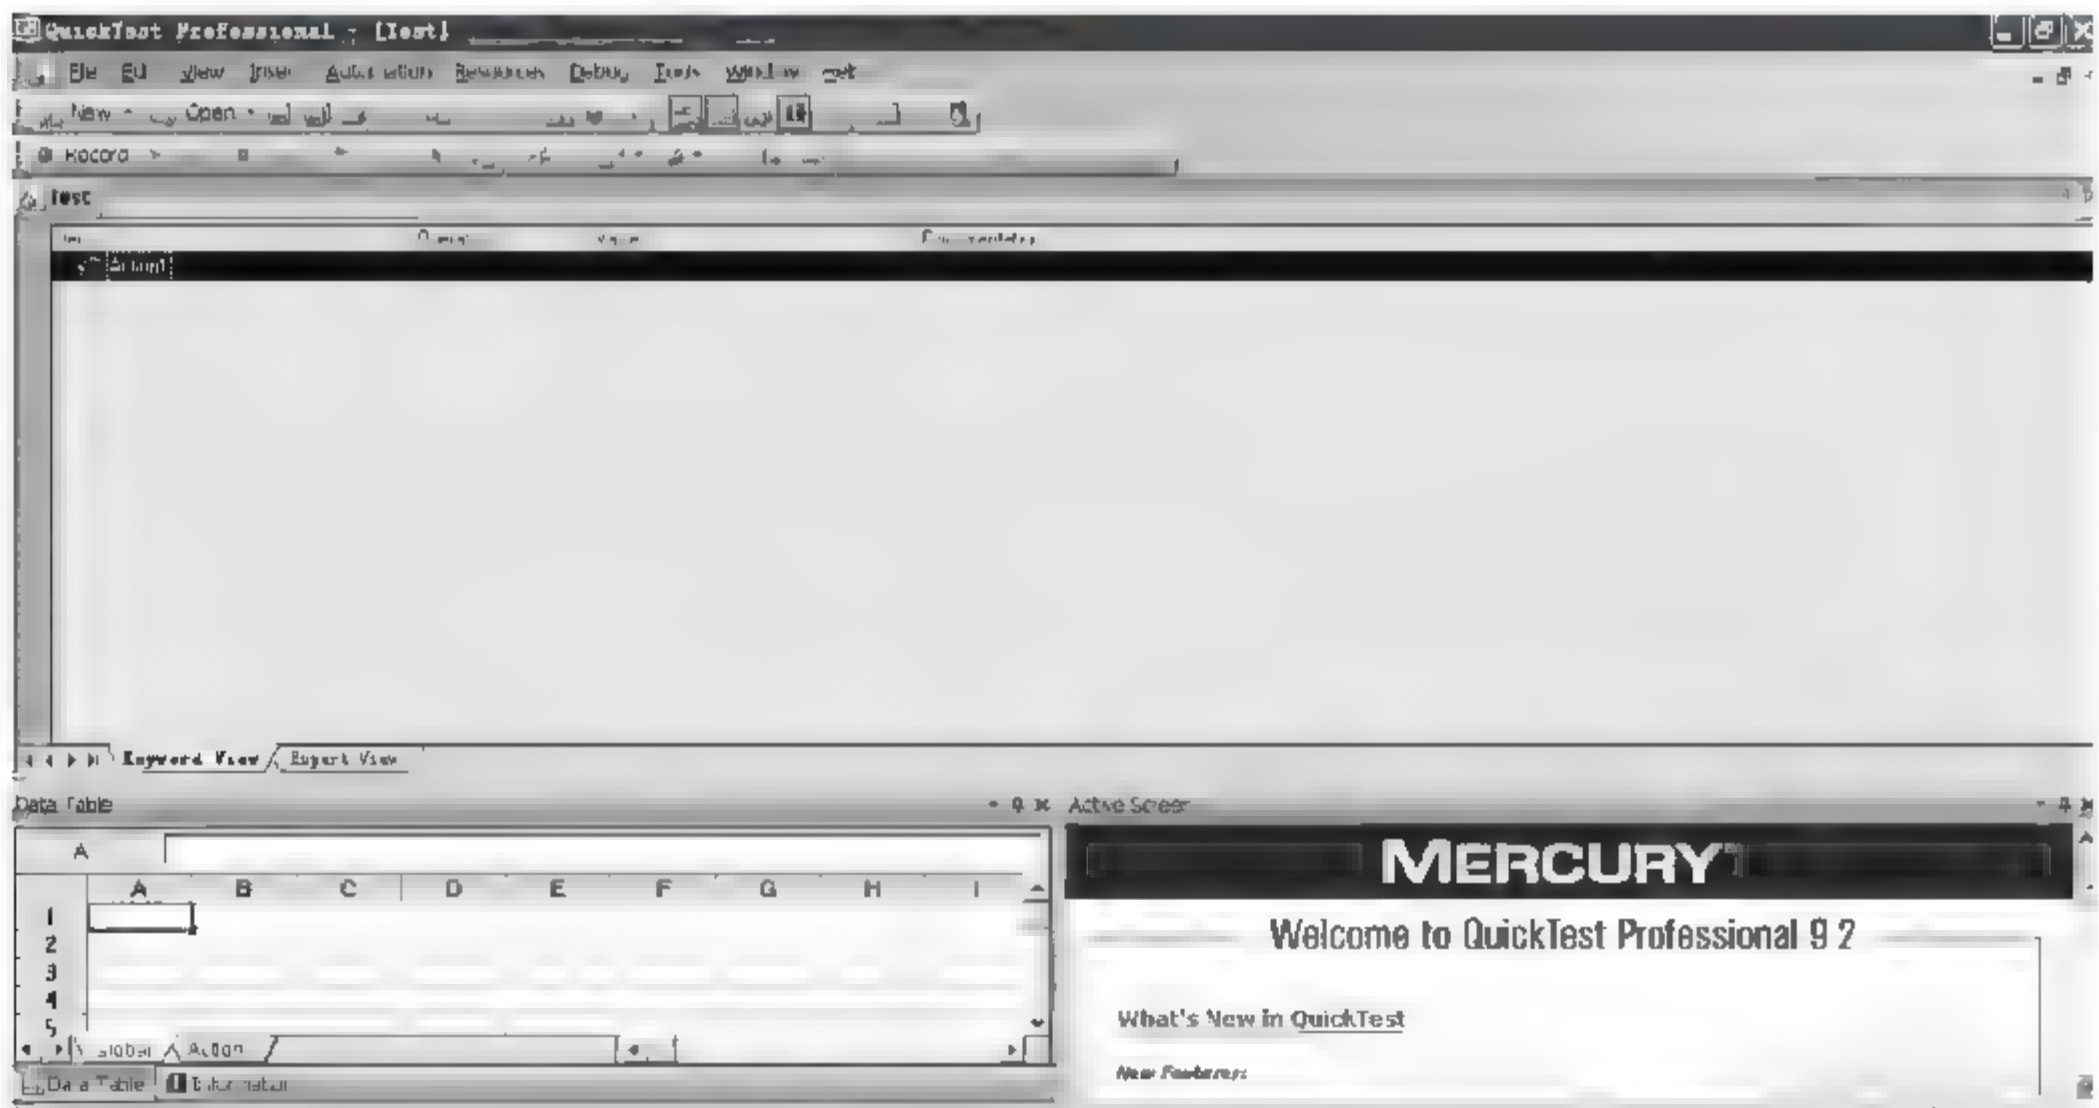 QuickTest Professional - [Test]
File View Insert Automation Resources Debug Tools Window
New Open
Record
Test
Action1
Keyword View Expert View
Data Table Active Screen
A
MERCURY
A B C D E F G H I
1
Welcome to QuickTest Professional 9 2
2
3
4
What's New in QuickTest
5
Global Action
New Features:
Data Table Information